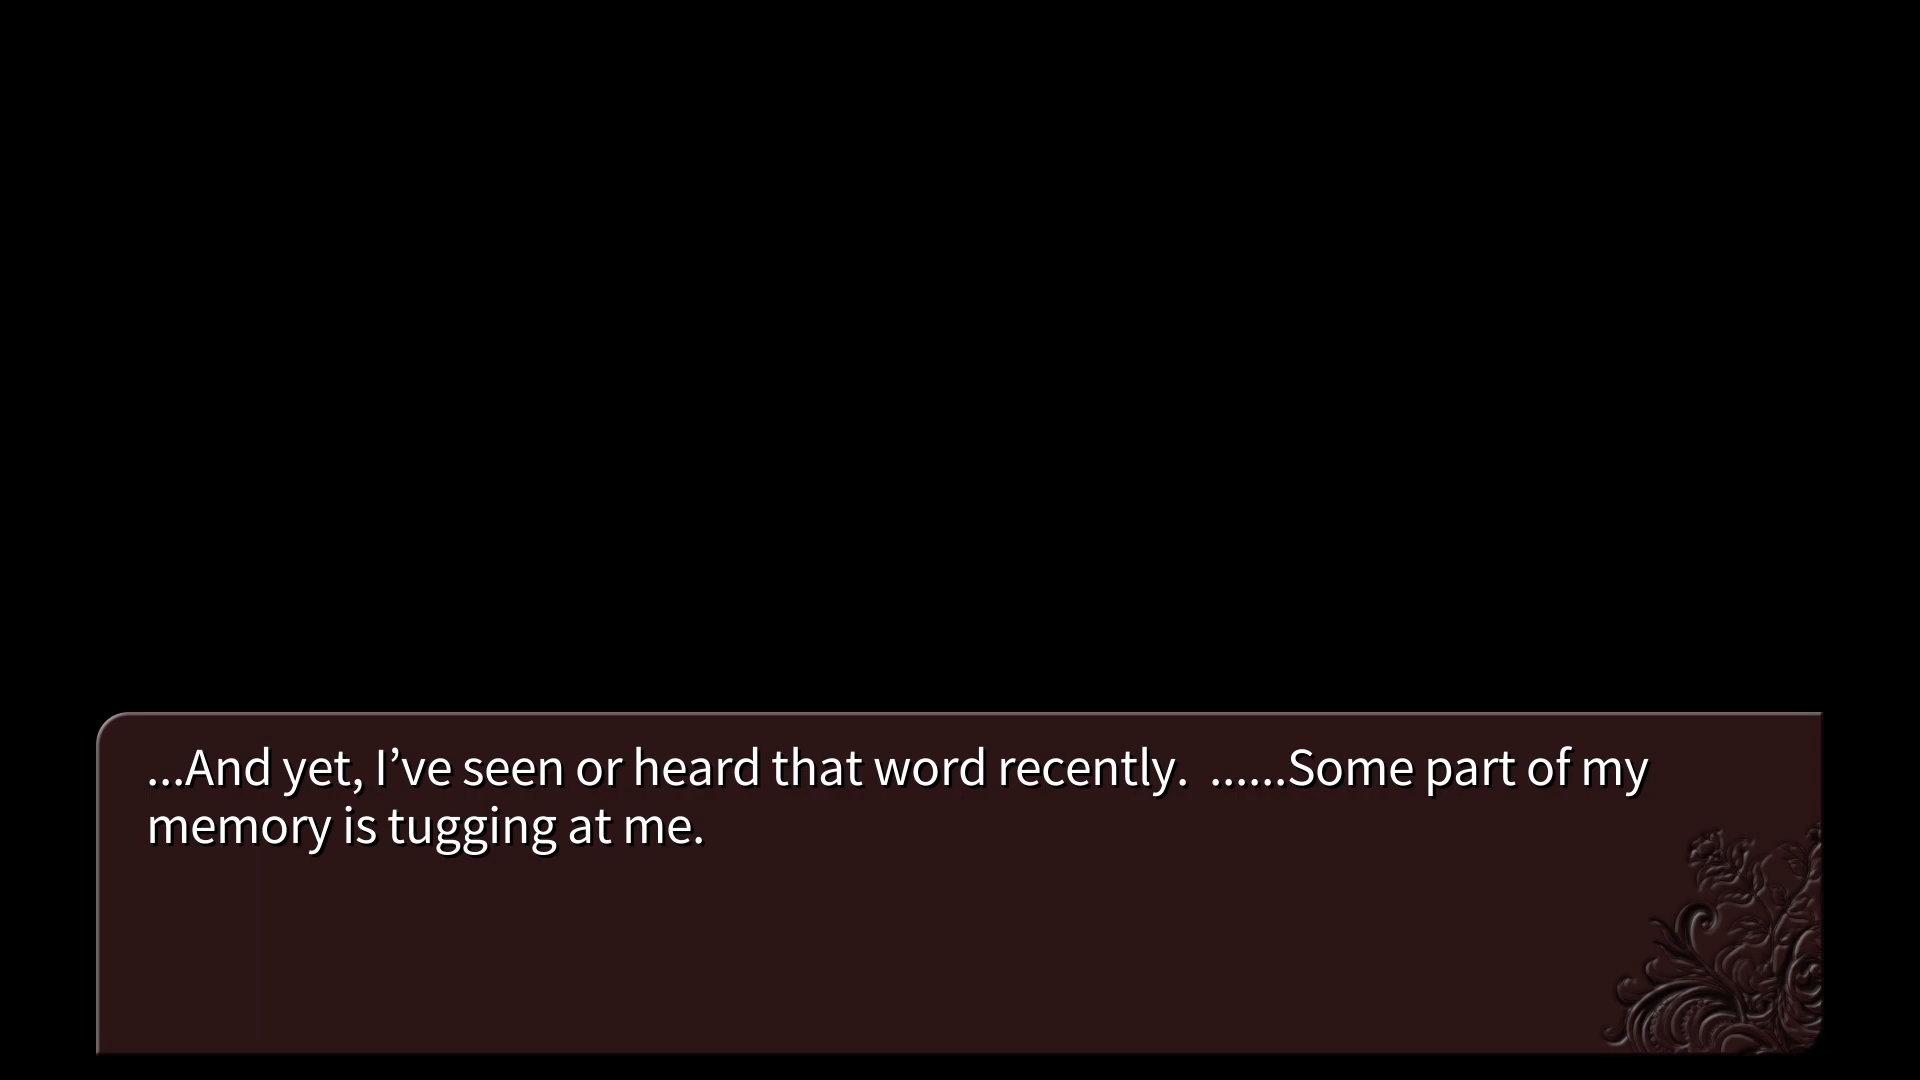 ...And yet, I’ve seen or heard that word recently.  ......Some part of my
memory is tugging at me.